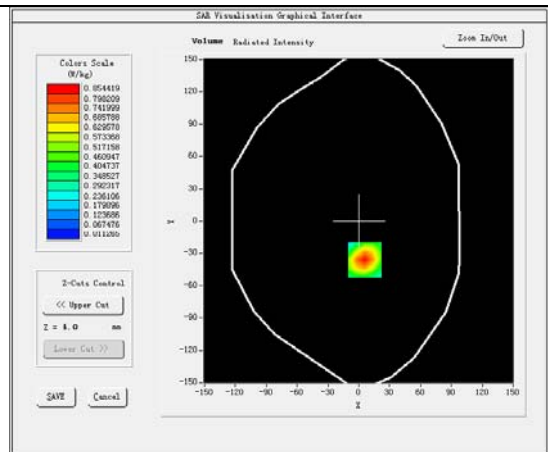 SAR Visualisation Graphical Interface
Volume Radiated Intensity
Zoom In/Out
Colors Scale
(W/kg)
0.854419
0.798209
0.741999
0.685788
0.629578
0.573368
0.517158
0.460947
0.404737
0.348527
0.292317
0.236106
0.179896
0.123686
0.067476
0.011265
150
120
90
60
30
0
-30
-60
-90
-120
-150
Y
-150 -120 -90 -60 -30 0 30 60 90 120 150
X
Z-Cuts Control
<< Upper Cut
Z = 4.0 mm
Lower Cut >>
SAVE Cancel